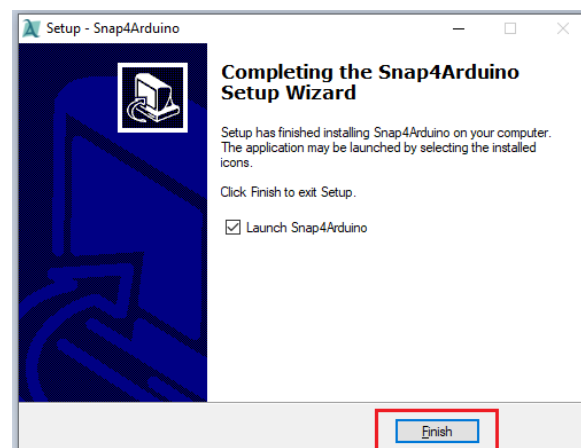 Setup - Snap4Arduino
Completing the Snap4Arduino
Setup Wizard
Setup has finished installing Snap4Arduino on your computer.
The application may be launched by selecting the installed
icons.
Click Finish to exit Setup.
Launch Snap4Arduino
Finish